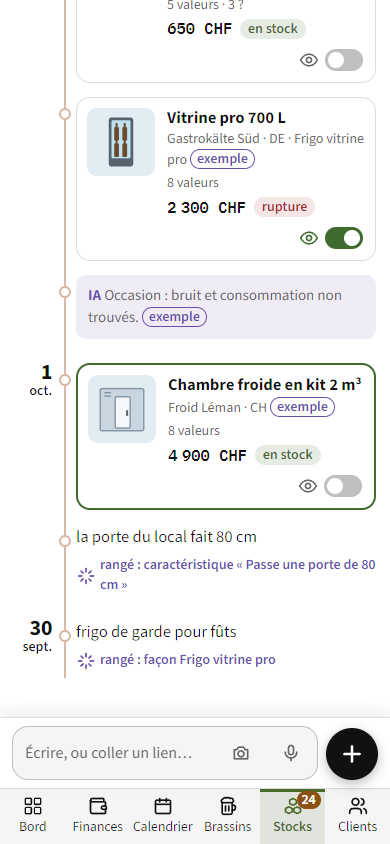 5 valeurs · 3 ?
650 CHF en stock
Vitrine pro 700 L
Gastrokälte Süd · DE · Frigo vitrine
pro exemple
8 valeurs
2 300 CHF rupture
IA Occasion : bruit et consommation non
trouvés. exemple
1
oct.
Chambre froide en kit 2 m³
Froid Léman · CH exemple
8 valeurs
4 900 CHF en stock
la porte du local fait 80 cm
rangé : caractéristique « Passe une porte de 80
cm »
30
sept.
frigo de garde pour fûts
rangé : façon Frigo vitrine pro
Écrire, ou coller un lien…
24
Bord Finances Calendrier Brassins Stocks Clients